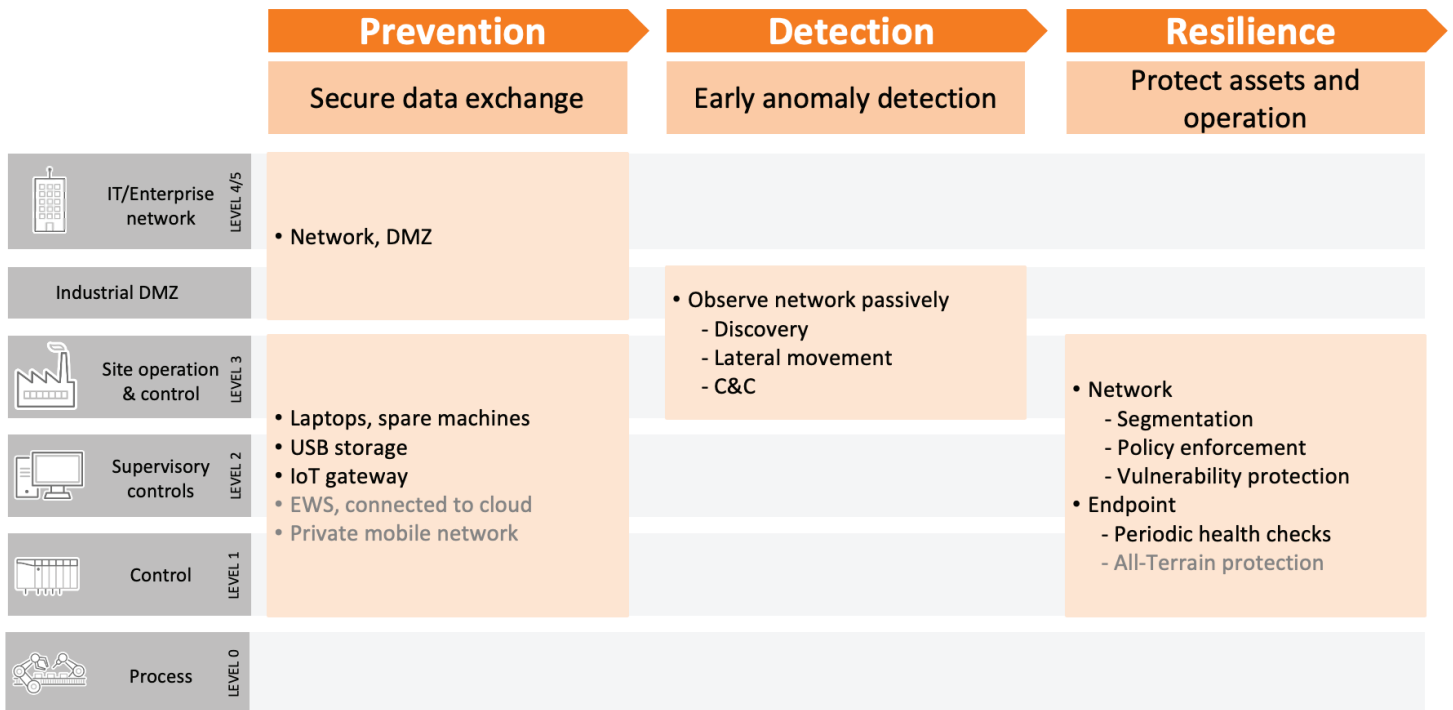 Prevention
Detection
Resilience
Secure data exchange
Early anomaly detection
Protect assets and
operation
IT/Enterprise
network
LEVEL 4/5
• Network, DMZ
Industrial DMZ
• Observe network passively
- Discovery
- Lateral movement
- C&C
Site operation
& control
LEVEL 3
Supervisory
controls
LEVEL 2
Control
LEVEL 1
• Laptops, spare machines
• USB storage
• IoT gateway
• EWS, connected to cloud
• Private mobile network
• Network
- Segmentation
- Policy enforcement
- Vulnerability protection
• Endpoint
- Periodic health checks
- All-Terrain protection
Process
LEVEL 0